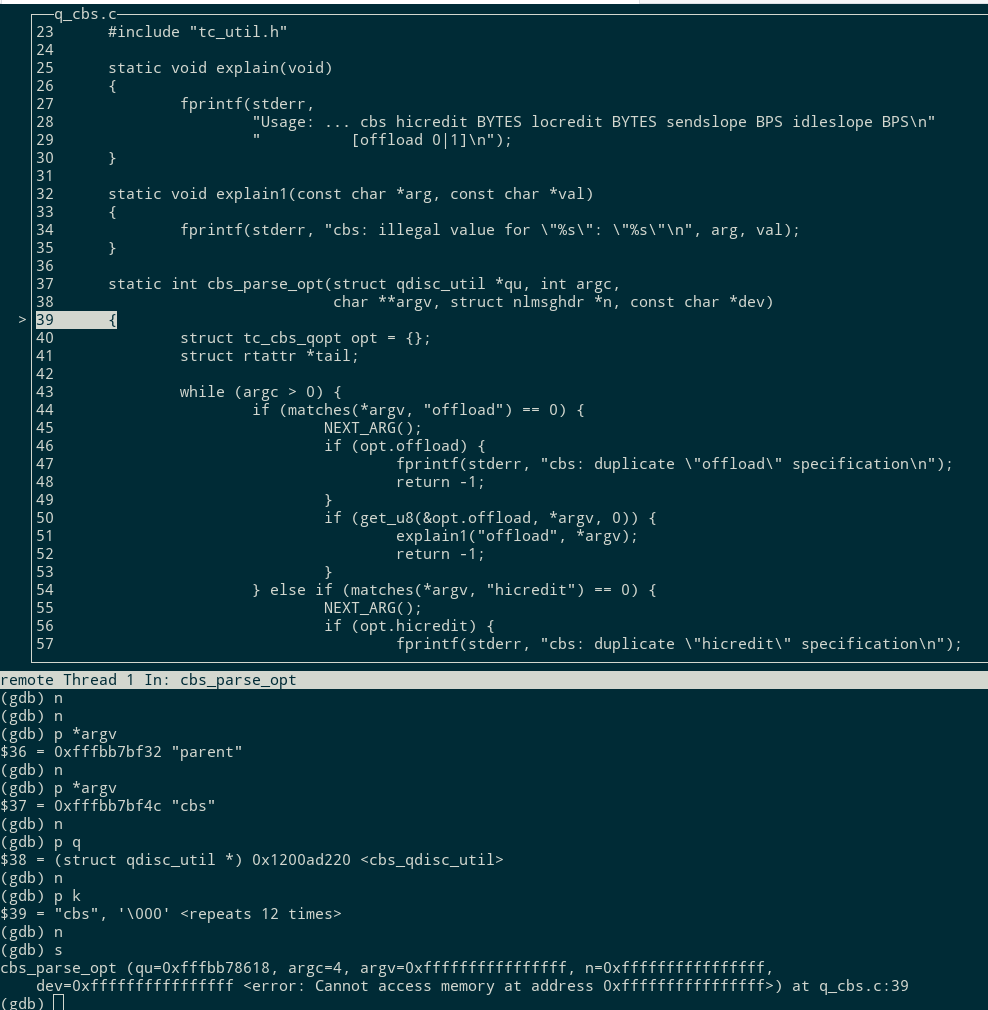 q_cbs.c
23 #include "tc_util.h"
24
25 static void explain(void)
26 {
27 fprintf(stderr,
28 "Usage: ... cbs hicredit BYTES locredit BYTES sendslope BPS idleslope BPS\n"
29 " [offload 0|1]\n");
30 }
31
32 static void explain1(const char *arg, const char *val)
33 {
34 fprintf(stderr, "cbs: illegal value for \"%s\": \"%s\"\n", arg, val);
35 }
36
37 static int cbs_parse_opt(struct qdisc_util *qu, int argc,
38 char **argv, struct nlmsghdr *n, const char *dev)
> 39 {
40 struct tc_cbs_qopt opt = {};
41 struct rtattr *tail;
42
43 while (argc > 0) {
44 if (matches(*argv, "offload") == 0) {
45 NEXT_ARG();
46 if (opt.offload) {
47 fprintf(stderr, "cbs: duplicate \"offload\" specification\n");
48 return -1;
49 }
50 if (get_u8(&opt.offload, *argv, 0)) {
51 explain1("offload", *argv);
52 return -1;
53 }
54 } else if (matches(*argv, "hicredit") == 0) {
55 NEXT_ARG();
56 if (opt.hicredit) {
57 fprintf(stderr, "cbs: duplicate \"hicredit\" specification\n");
remote Thread 1 In: cbs_parse_opt
(gdb) n
(gdb) n
(gdb) p *argv
$36 = 0xfffbb7bf32 "parent"
(gdb) n
(gdb) p *argv
$37 = 0xfffbb7bf4c "cbs"
(gdb) n
(gdb) p q
$38 = (struct qdisc_util *) 0x1200ad220 <cbs_qdisc_util>
(gdb) n
(gdb) p k
$39 = "cbs", '\000' <repeats 12 times>
(gdb) n
(gdb) s
cbs_parse_opt (qu=0xfffbb78618, argc=4, argv=0xffffffffffffffff, n=0xffffffffffffffff,
dev=0xffffffffffffffff <error: Cannot access memory at address 0xffffffffffffffff>) at q_cbs.c:39
(gdb)